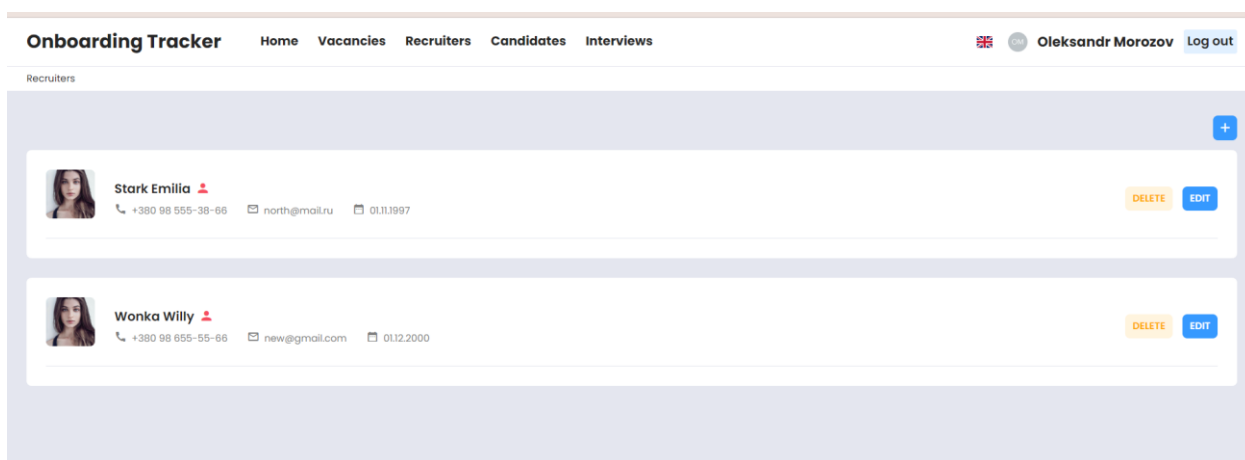 Onboarding Tracker Home Vacancies Recruiters Candidates Interviews OM Oleksandr Morozov Log out
Recruiters
+
Stark Emilia
+380 98 555-38-66 north@mail.ru 01.11.1997
DELETE EDIT
Wonka Willy
+380 98 655-55-66 new@gmail.com 01.12.2000
DELETE EDIT